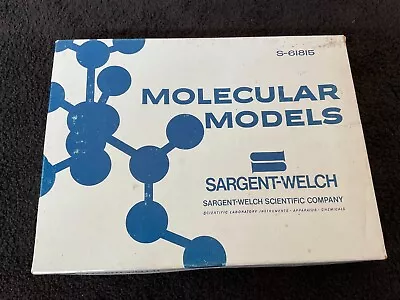 S-61815
MOLECULAR
MODELS
SARGENT-WELCH
SARGENT-WELCH SCIENTIFIC COMPANY
SCIENTIFIC LABORATORY INSTRUMENTS • APPARATUS • CHEMICALS